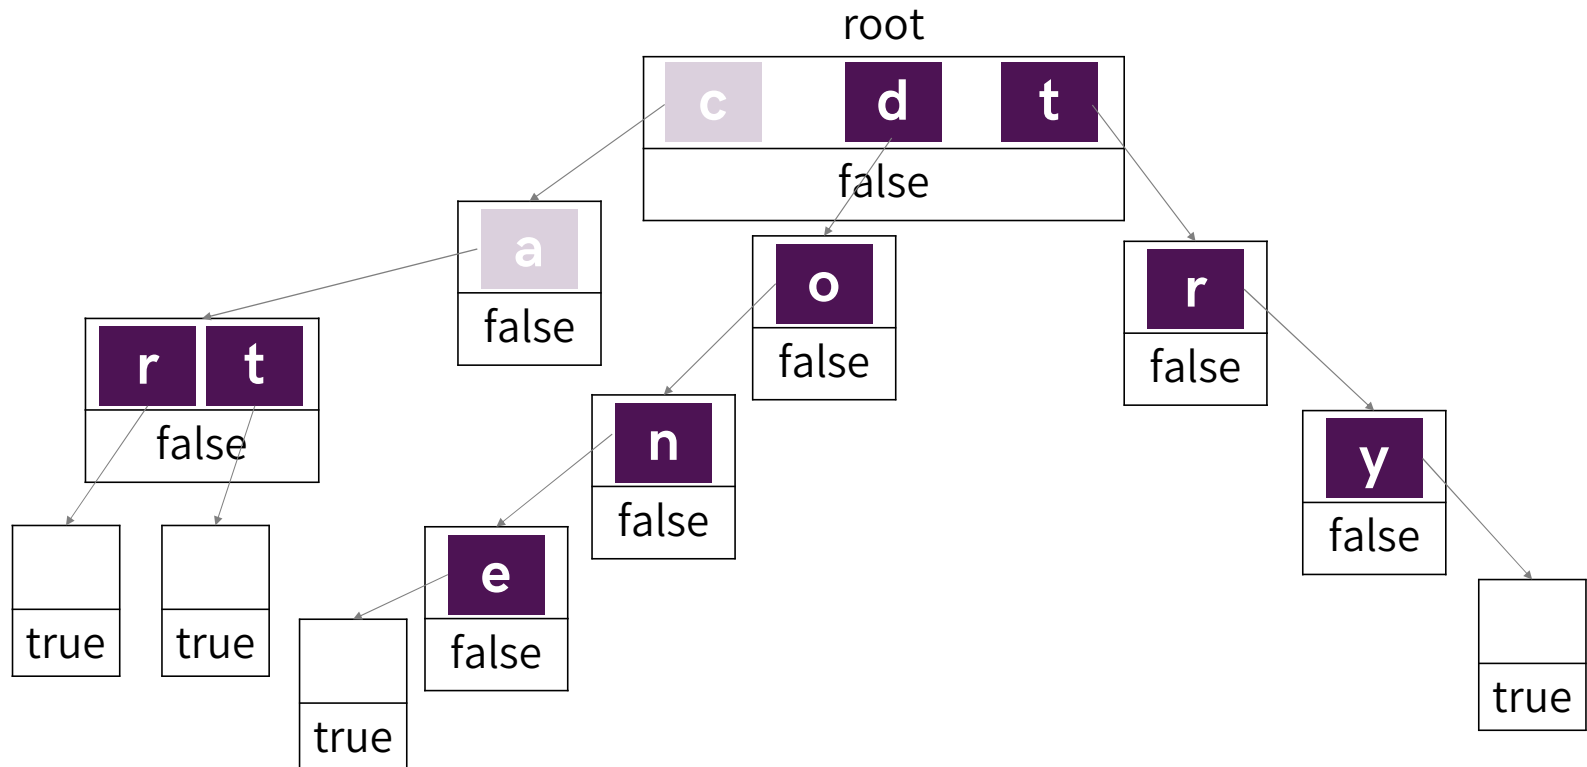 root
c d t
false
a
false
o
false
r
false
r t
false
n
false
y
false
e
false
true
true
true
true